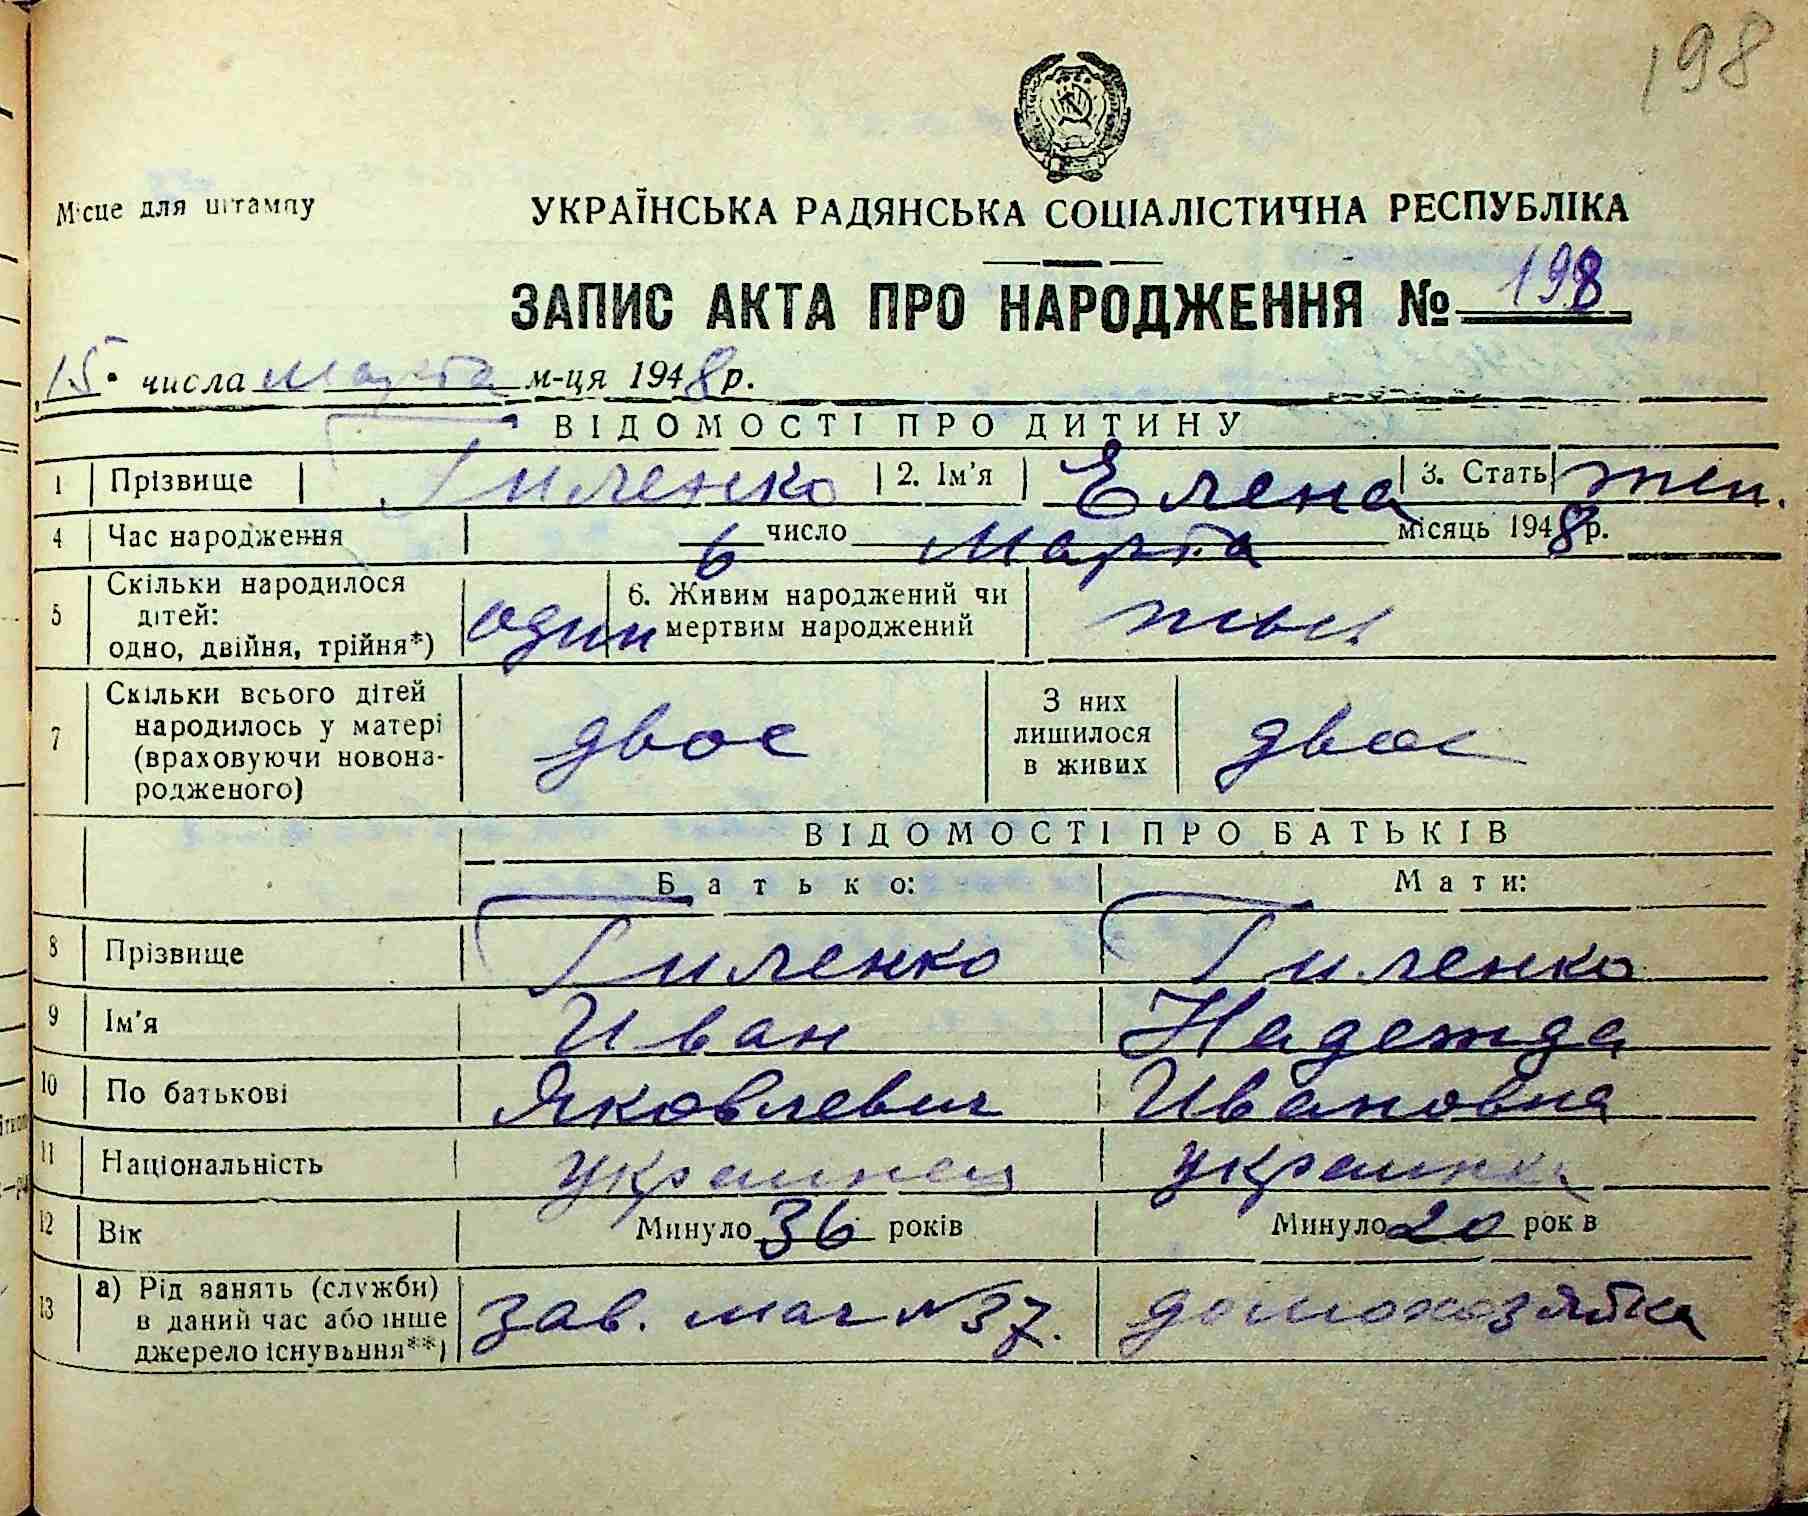 198
Місце для штампу
УКРАЇНСЬКА РАДЯНСЬКА СОЦІАЛІСТИЧНА РЕСПУБЛІКА
ЗАПИС АКТА ПРО НАРОДЖЕННЯ № 198
15 числа Марта м-ця 1948 р.
ВІДОМОСТІ ПРО ДИТИНУ
1 Прізвище Гиленко 2. Ім'я Елена 3. Стать жен.
4 Час народження 6 число Марта місяць 1948 р.
5 Скільки народилося дітей: одно, двійня, трійня*) один 6. Живим народжений чи мертвим народжений
7 Скільки всього дітей народилось у матері (враховуючи новонародженого) двое З них лишилося в живих двое
ВІДОМОСТІ ПРО БАТЬКІВ
Батько: Мати:
8 Прізвище Гиленко Гиленко
9 Ім'я Иван Надежда
10 По батькові Яковлевич Ивановна
11 Національність украинец украинка
12 Вік Минуло 36 років Минуло 20 рок в
13 а) Рід занять (служби) в даний час або інше джерело існування**) зав. маг №37. домохозяйка